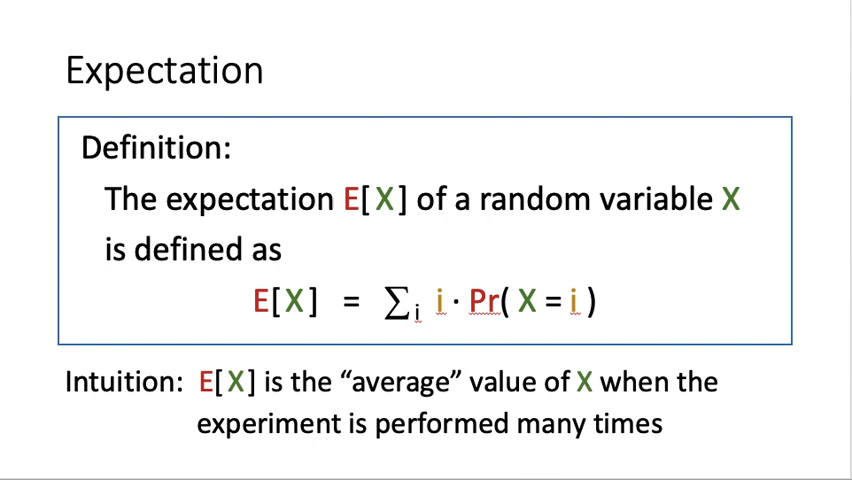 Expectation
Definition:
The expectation E[ X ] of a random variable X
is defined as
E[ X ] = ∑i i · Pr( X = i )
Intuition: E[ X ] is the “average” value of X when the
experiment is performed many times